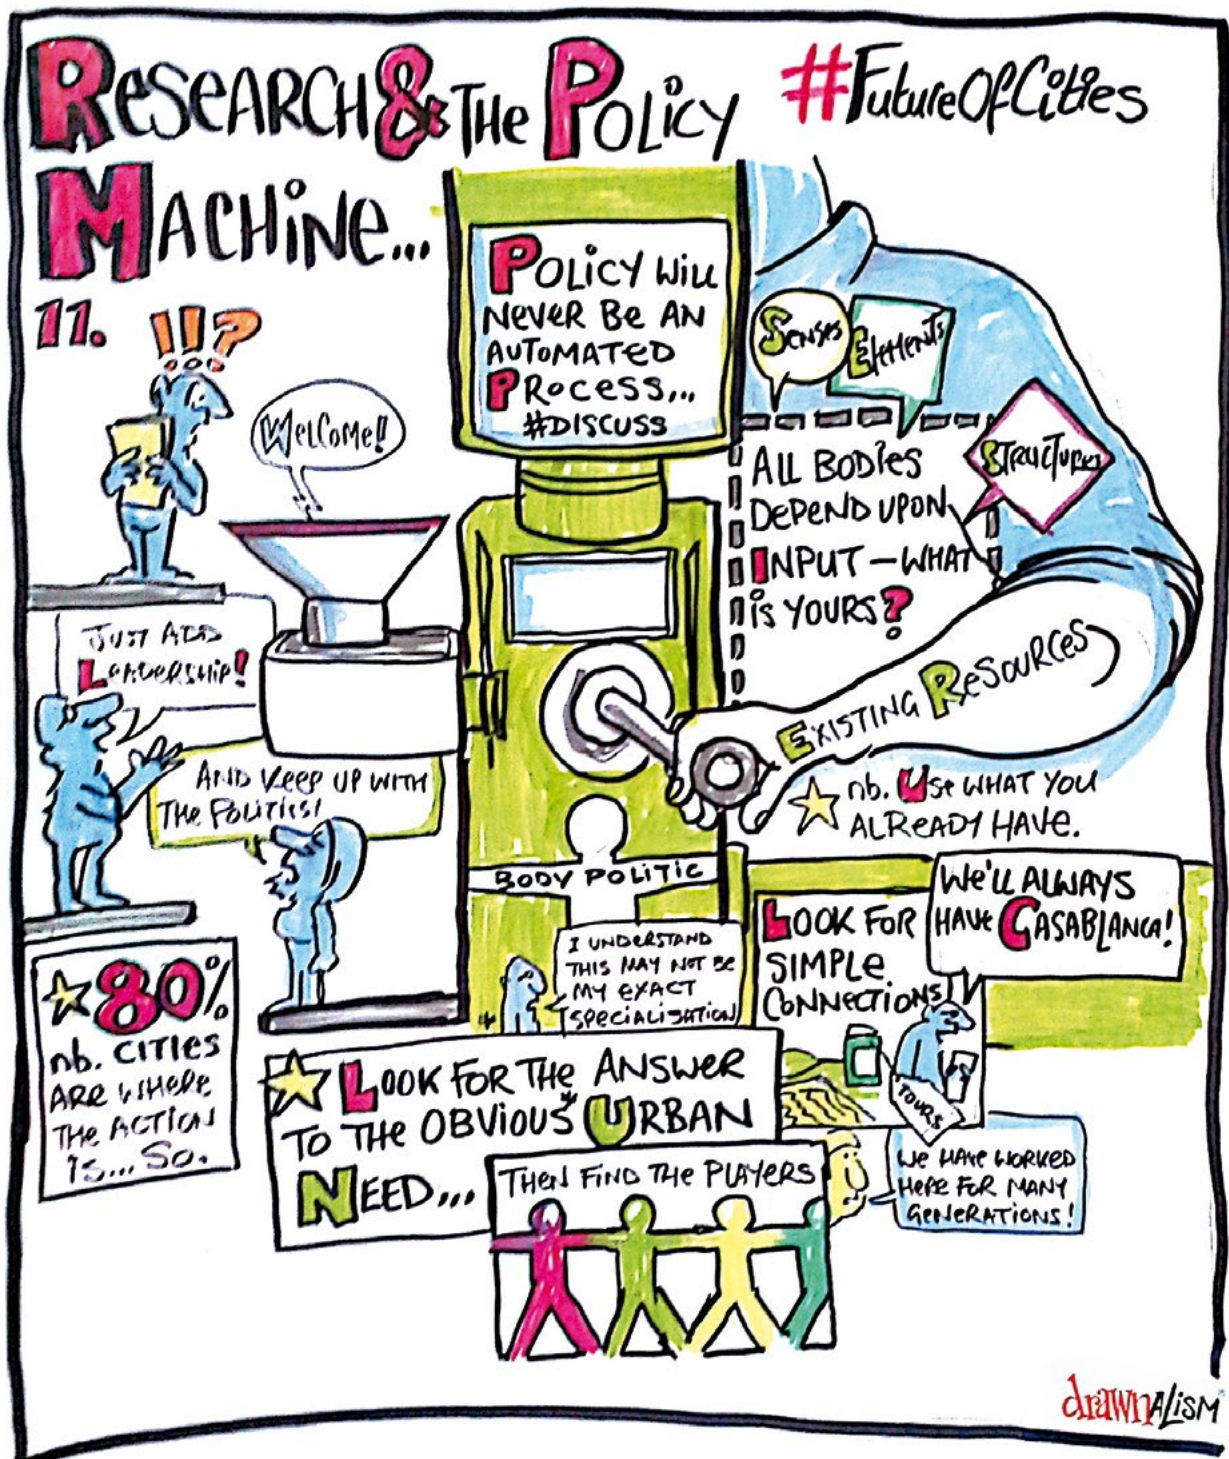 Research & The Policy
Machine...
#FutureOfCities
11.
!!?
Welcome!!
Policy will
never be an
automated
process...
#discuss
Senses
Elements
Structures
All bodies
depend upon
input – what
is yours?
Just add
leadership!
And keep up with
the politics!
Existing Resources
nb. Use what you
already have.
Body Politic
I understand
this may not be
my exact
specialisation
Look for
simple
connections
We'll always
have Casablanca!
Tours
80%
nb. cities
are where
the action
is... so.
Look for the answer
to the "obvious" urban
need...
Then find the players
We have worked
here for many
generations!
drawnalism